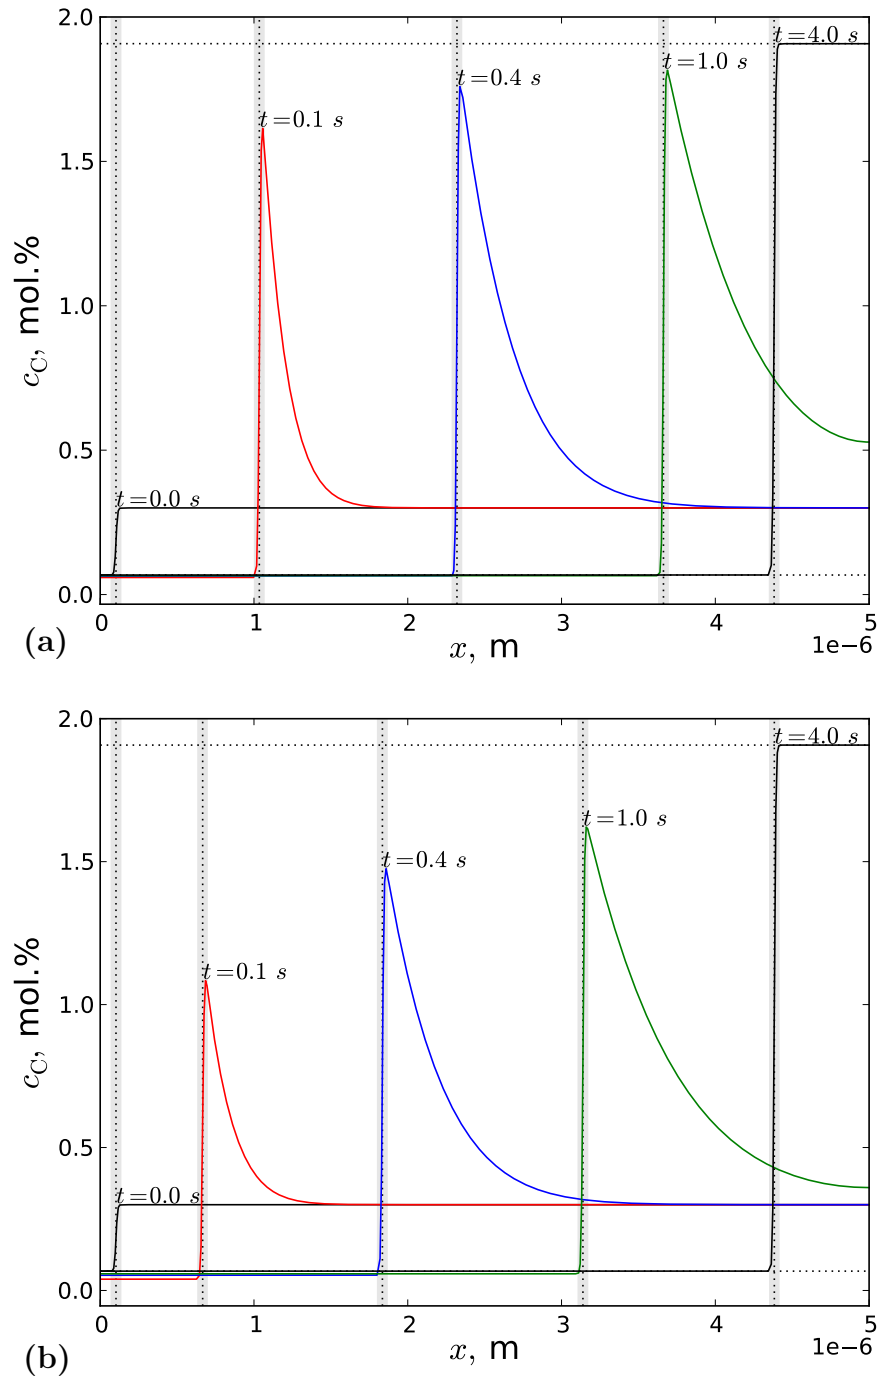 2.0
t=4.0 s
t=1.0 s
t=0.4 s
t=0.1 s
1.5
c_C, mol.%
1.0
0.5
t=0.0 s
0.0
0 1 2 3 4 5
(a) x, m 1e−6
2.0
t=4.0 s
t=1.0 s
1.5
t=0.4 s
t=0.1 s
c_C, mol.%
1.0
0.5
t=0.0 s
0.0
0 1 2 3 4 5
(b) x, m 1e−6